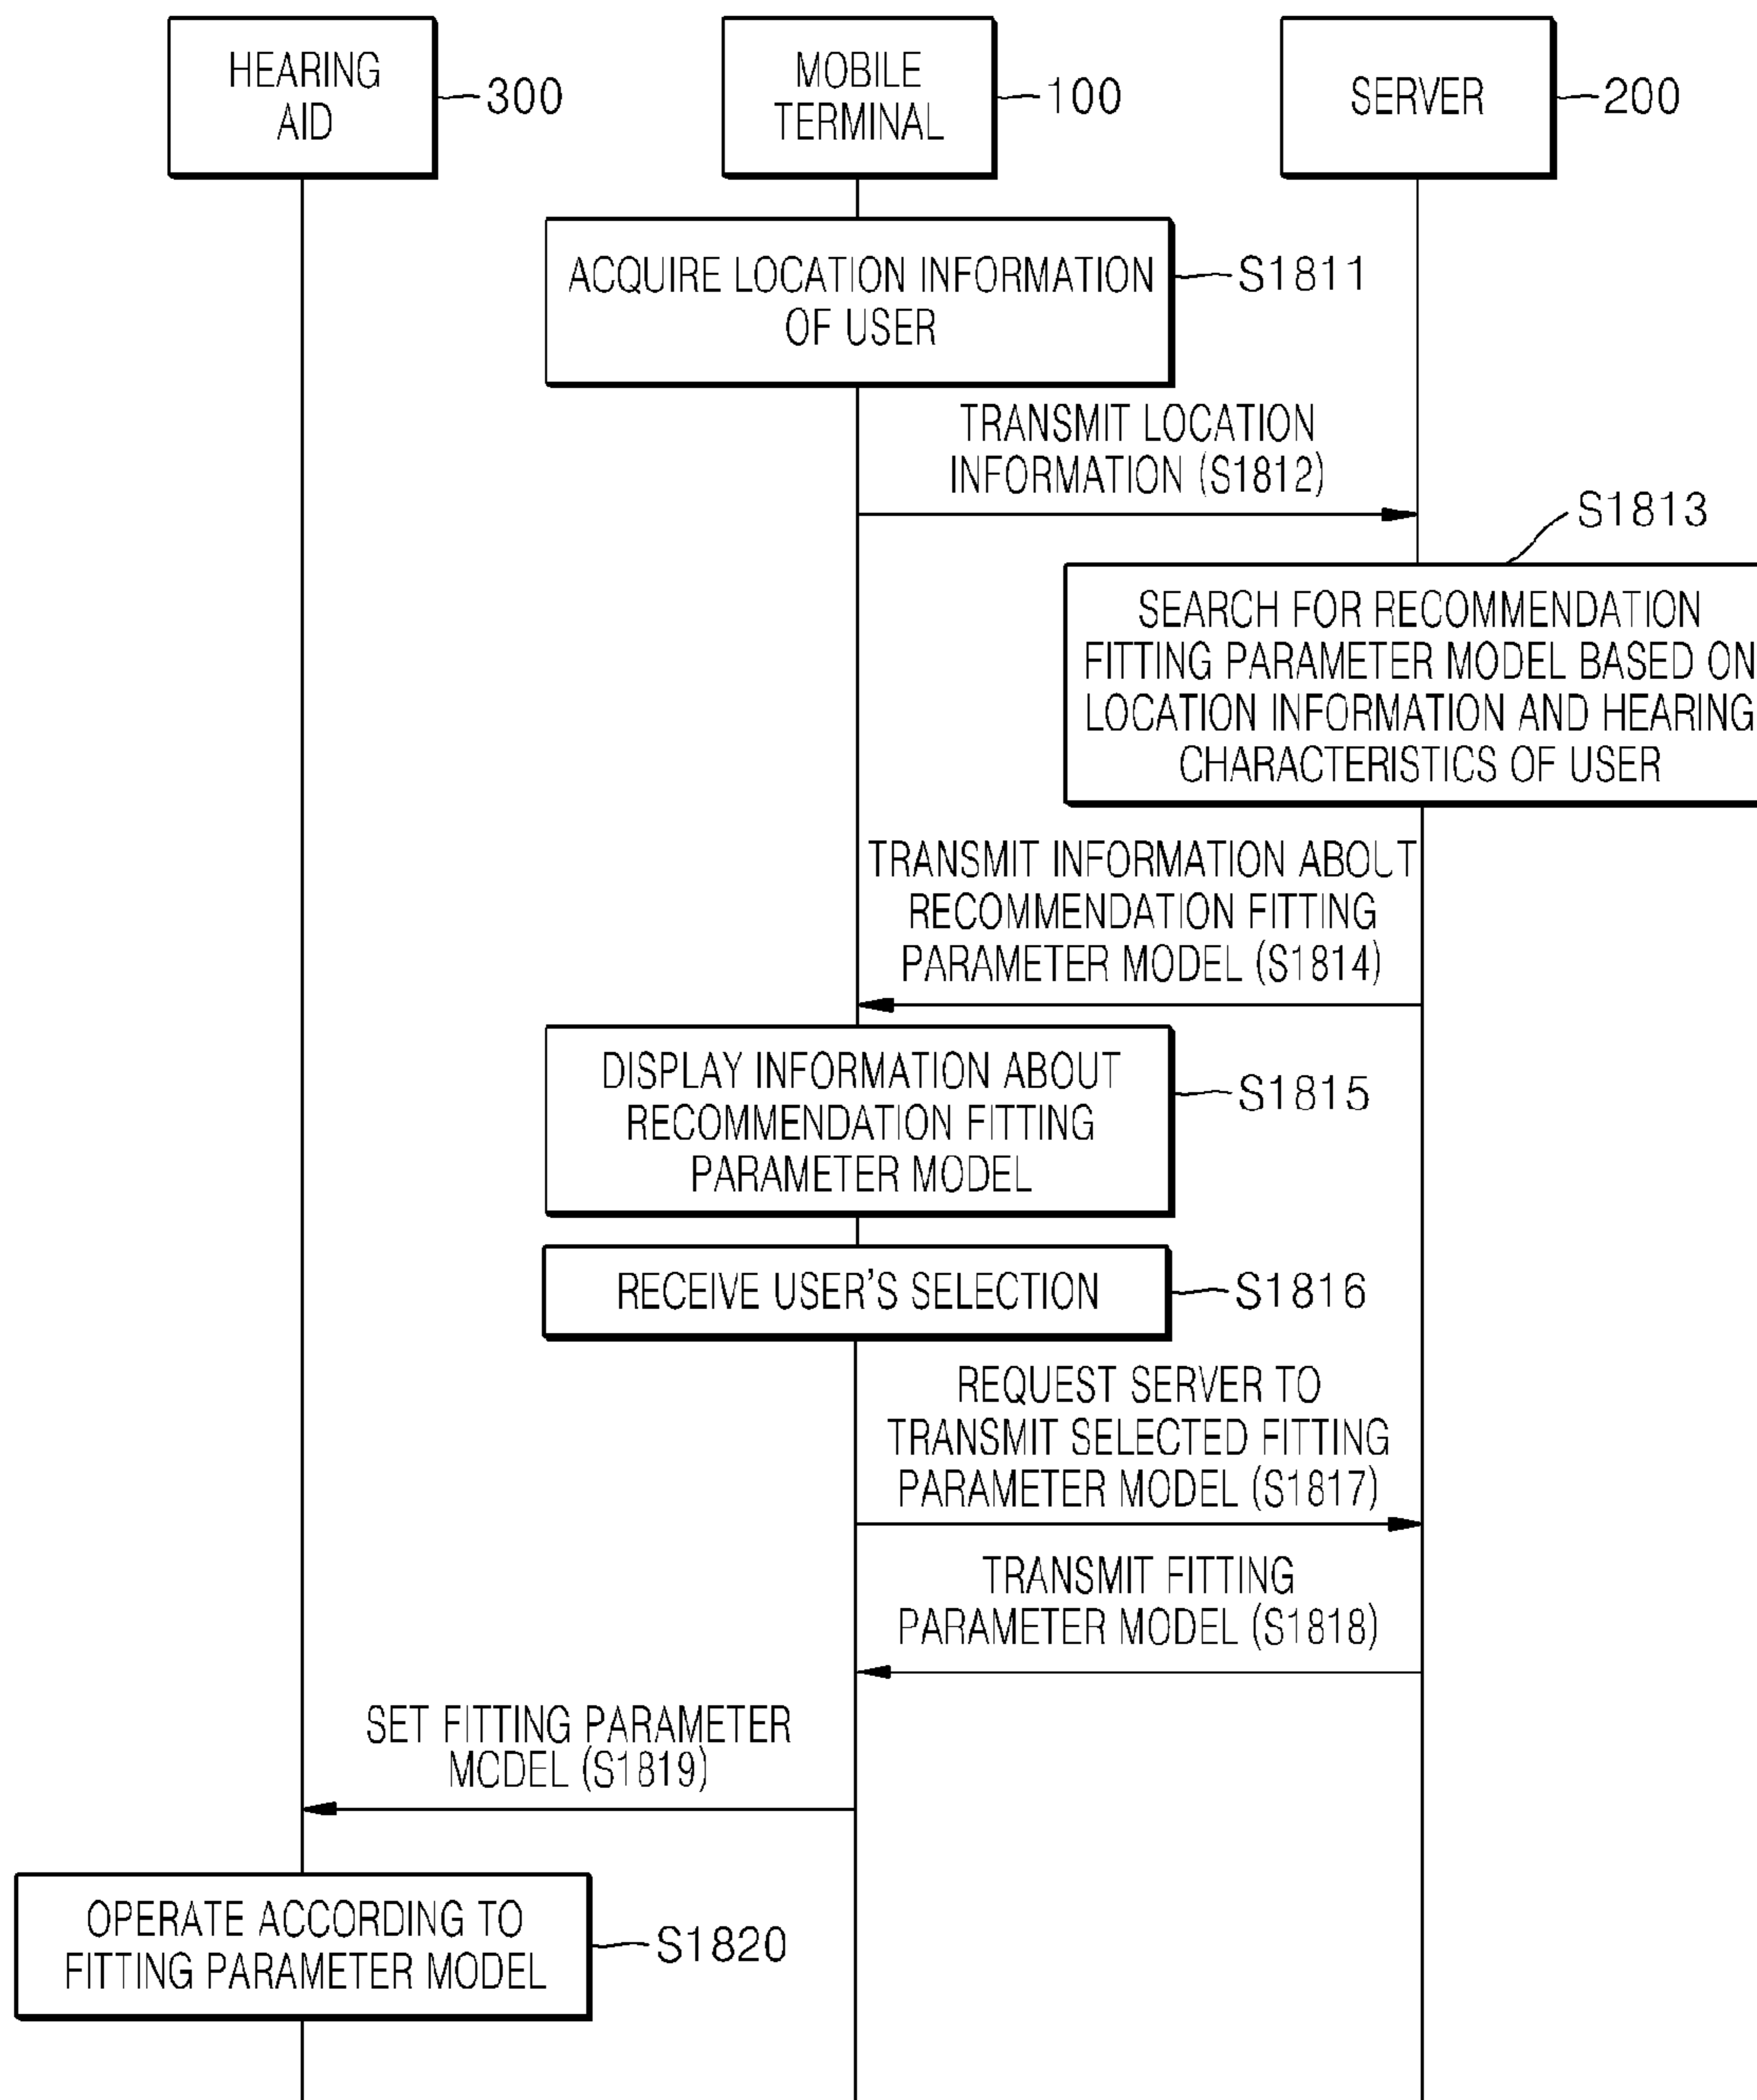 HEARING
AID
300
MOBILE
TERMINAL
100
SERVER
200
ACQUIRE LOCATION INFORMATION
OF USER
S1811
TRANSMIT LOCATION
INFORMATION (S1812)
S1813
SEARCH FOR RECOMMENDATION
FITTING PARAMETER MODEL BASED ON
LOCATION INFORMATION AND HEARING
CHARACTERISTICS OF USER
TRANSMIT INFORMATION ABOUT
RECOMMENDATION FITTING
PARAMETER MODEL (S1814)
DISPLAY INFORMATION ABOUT
RECOMMENDATION FITTING
PARAMETER MODEL
S1815
RECEIVE USER'S SELECTION
S1816
REQUEST SERVER TO
TRANSMIT SELECTED FITTING
PARAMETER MODEL (S1817)
TRANSMIT FITTING
PARAMETER MODEL (S1818)
SET FITTING PARAMETER
MODEL (S1819)
OPERATE ACCORDING TO
FITTING PARAMETER MODEL
S1820